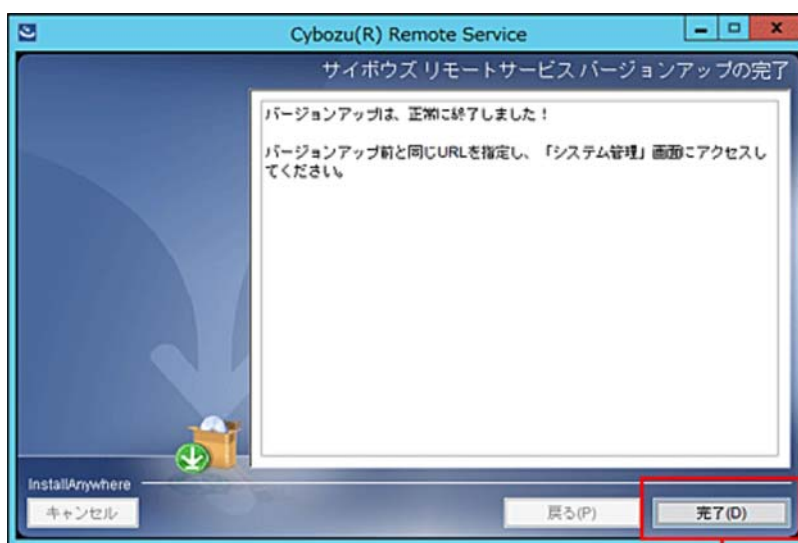 Cybozu(R) Remote Service
サイボウズ リモートサービス バージョンアップの完了
バージョンアップは、正常に終了しました！
バージョンアップ前と同じURLを指定し、「システム管理」画面にアクセスし
てください。
InstallAnywhere
キャンセル
戻る(P)
完了(D)